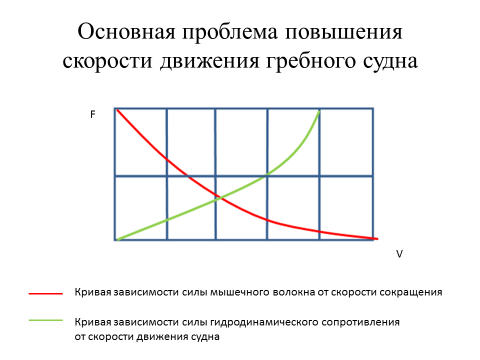 Основная проблема повышения
скорости движения гребного судна
F
V
Кривая зависимости силы мышечного волокна от скорости сокращения
Кривая зависимости силы гидродинамического сопротивления
от скорости движения судна